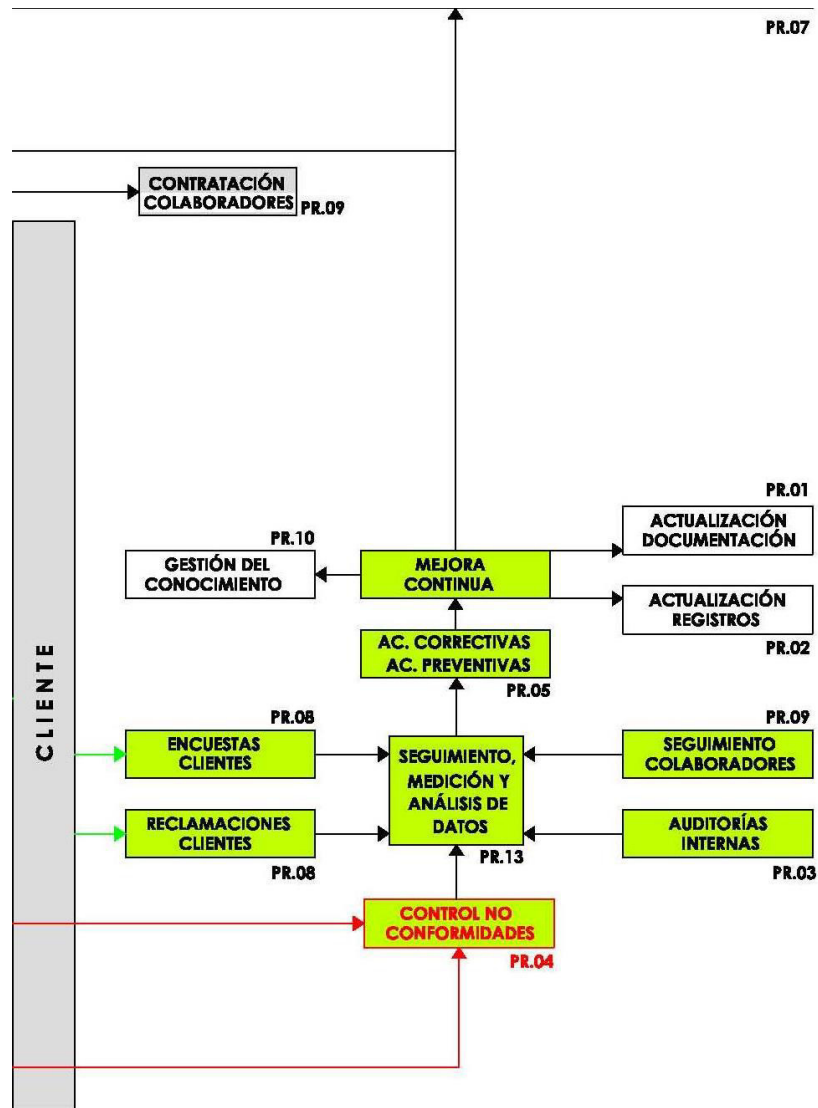 PR.07
CONTRATACIÓN
COLABORADORES
PR.09
PR.01
ACTUALIZACIÓN
DOCUMENTACIÓN
PR.10
GESTIÓN DEL
CONOCIMIENTO
MEJORA
CONTINUA
ACTUALIZACIÓN
REGISTROS
PR.02
AC. CORRECTIVAS
AC. PREVENTIVAS
PR.05
CLIENTE
PR.08
ENCUESTAS
CLIENTES
SEGUIMIENTO,
MEDICIÓN Y
ANÁLISIS DE
DATOS
PR.13
PR.09
SEGUIMIENTO
COLABORADORES
RECLAMACIONES
CLIENTES
PR.08
AUDITORÍAS
INTERNAS
PR.03
CONTROL NO
CONFORMIDADES
PR.04